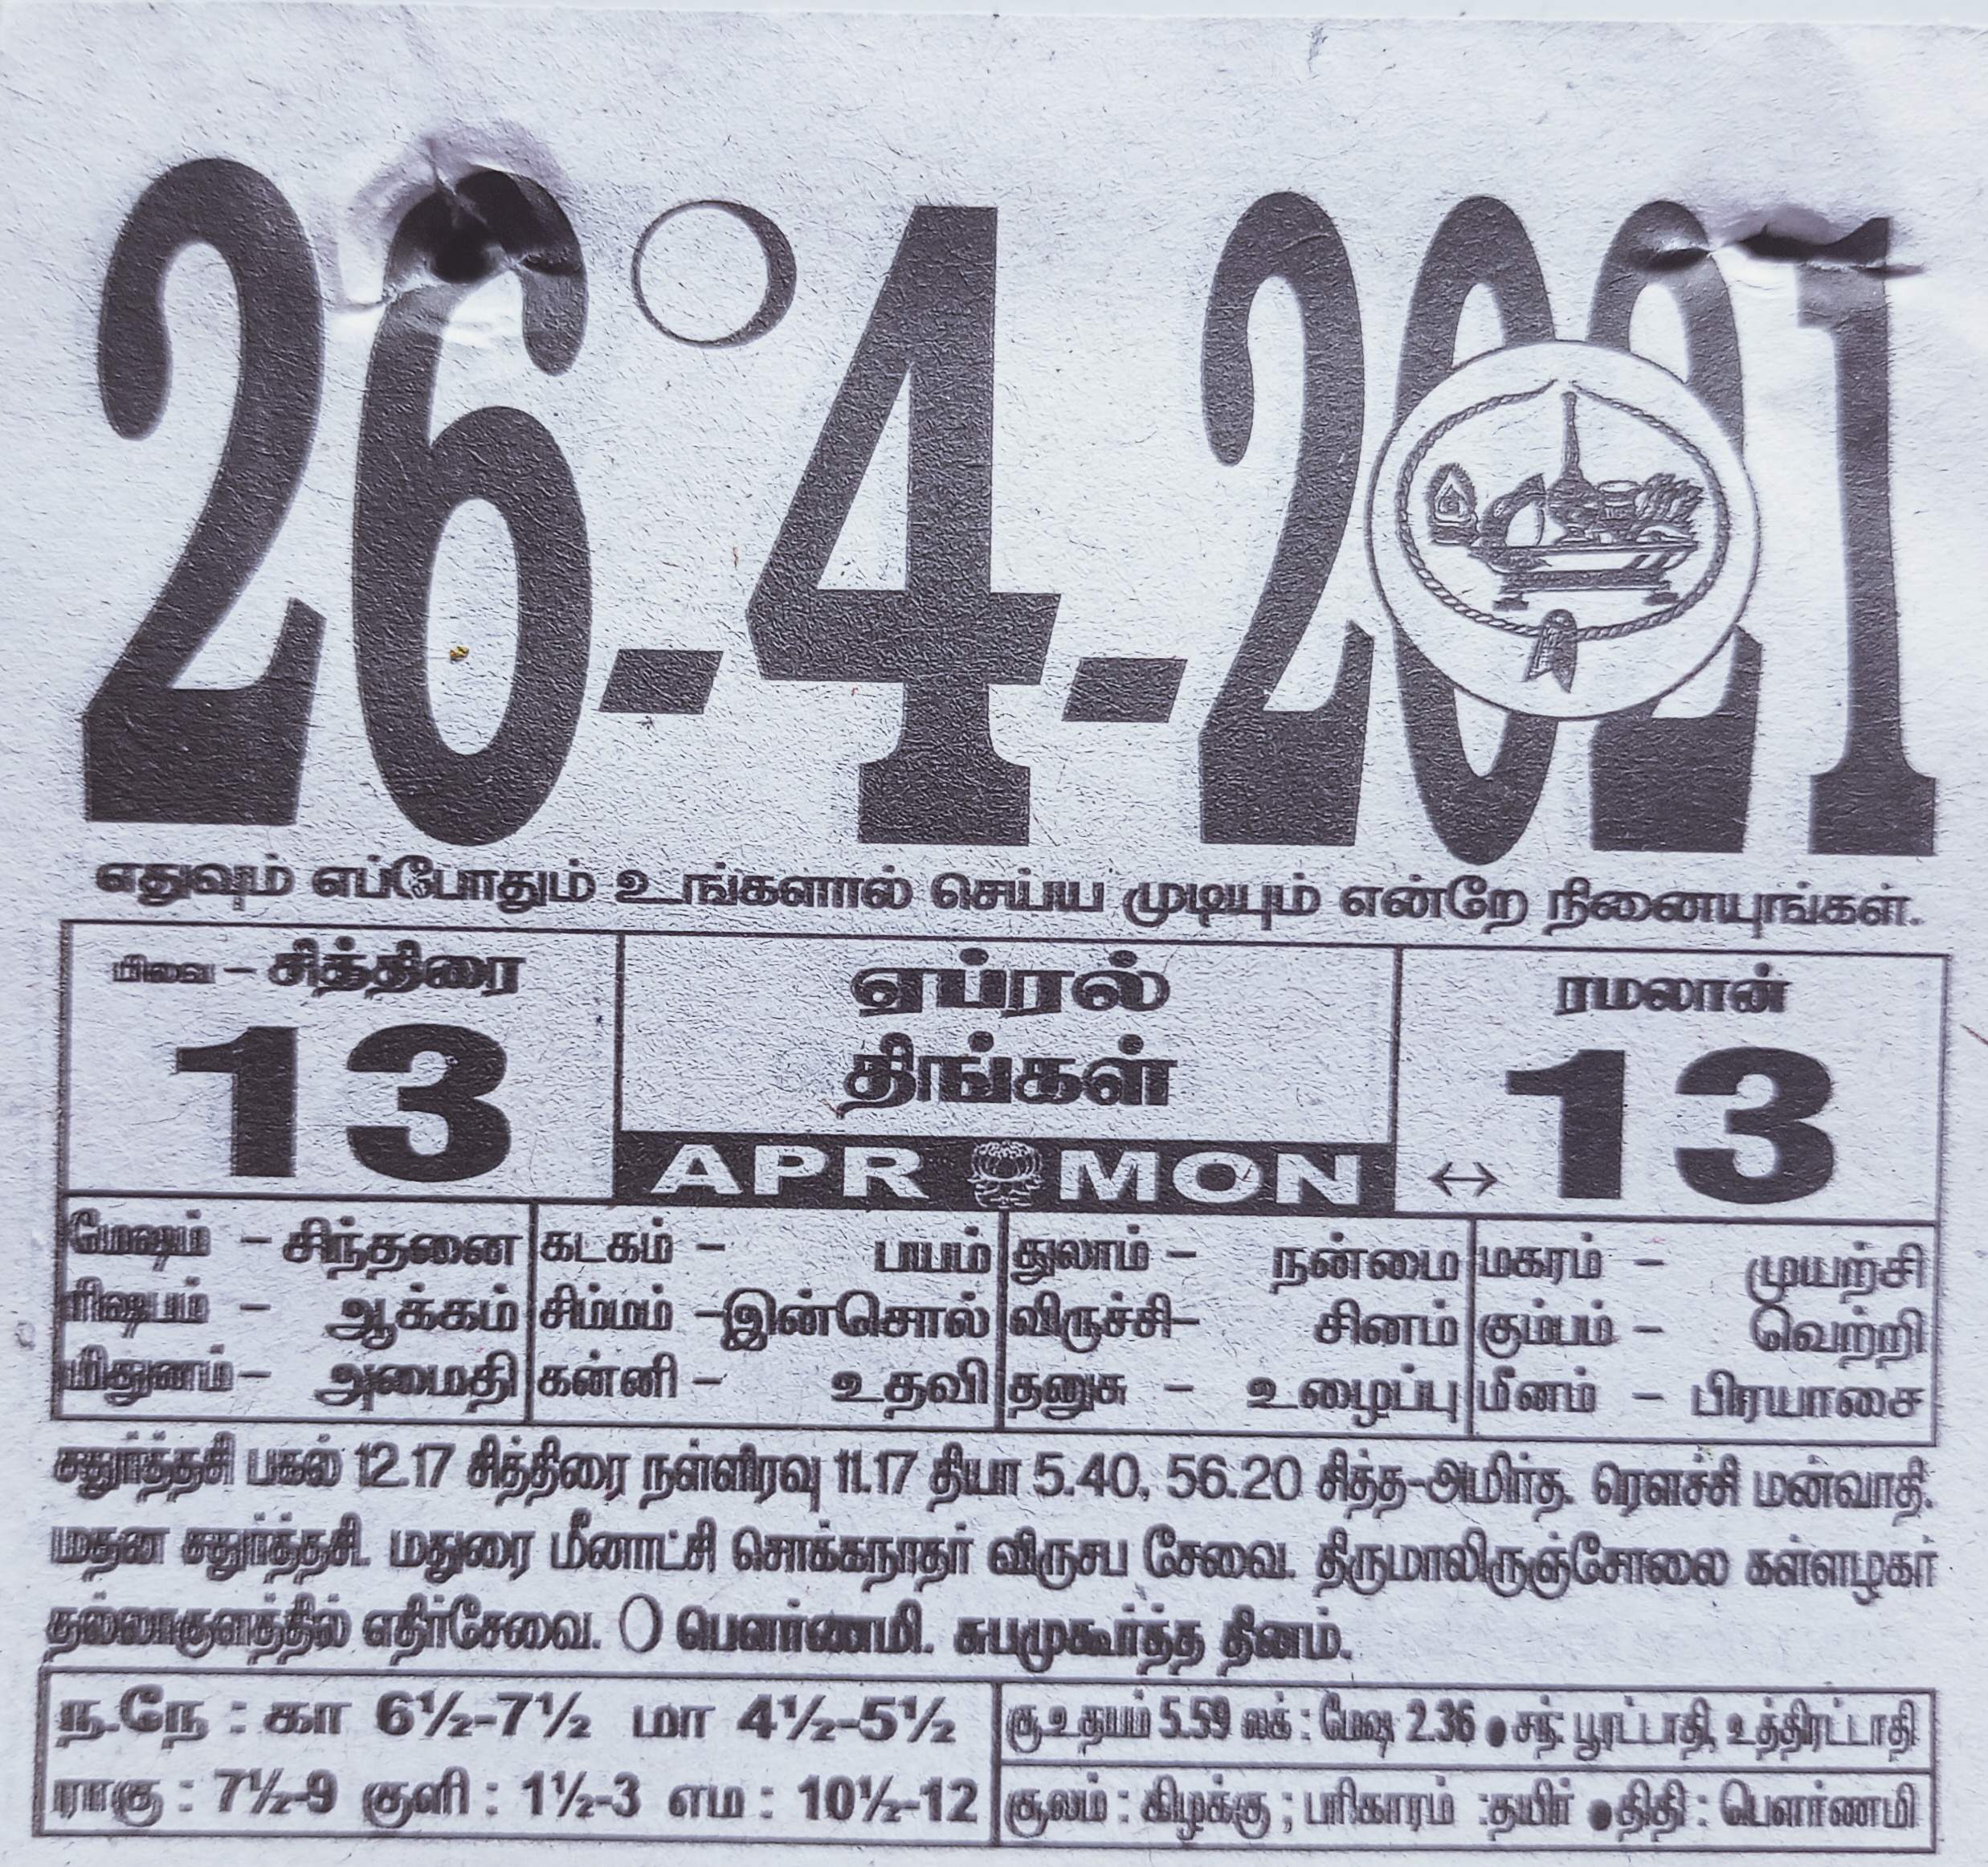 26-4-2021
எதுவும் எப்போதும் உங்களால் செய்ய முடியும் என்றே நினையுங்கள்.
பிலவ - சித்திரை
13
ஏப்ரல்
திங்கள்
APR MON
ரமலான்
↔ 13
மேஷம் - சிந்தனை
ரிஷபம் - ஆக்கம்
மிதுனம் - அமைதி
கடகம் - பயம்
சிம்மம் - இன்சொல்
கன்னி - உதவி
துலாம் - நன்மை
விருச்சி - சினம்
தனுசு - உழைப்பு
மகரம் - முயற்சி
கும்பம் - வெற்றி
மீனம் - பிரயாசை
சதுர்த்தசி பகல் 12.17 சித்திரை நள்ளிரவு 11.17 தியா 5.40, 56.20 சித்த-அமிர்த. ரௌச்சி மன்வாதி.
மதன சதுர்த்தசி. மதுரை மீனாட்சி சொக்கநாதர் விருசப சேவை. திருமாலிருஞ்சோலை கள்ளழகர்
தல்லாகுளத்தில் எதிர்சேவை. பௌர்ணமி. சுபமுகூர்த்த தினம்.
ந.நே : கா 6½-7½ மா 4½-5½
ராகு : 7½-9 குளி : 1½-3 எம : 10½-12
சூ உதயம் 5.59 லக் : மேஷ 2.36 ● சந். பூரட்டாதி, உத்திரட்டாதி
சூலம் : கிழக்கு ; பரிகாரம் :தயிர் ● திதி : பௌர்ணமி